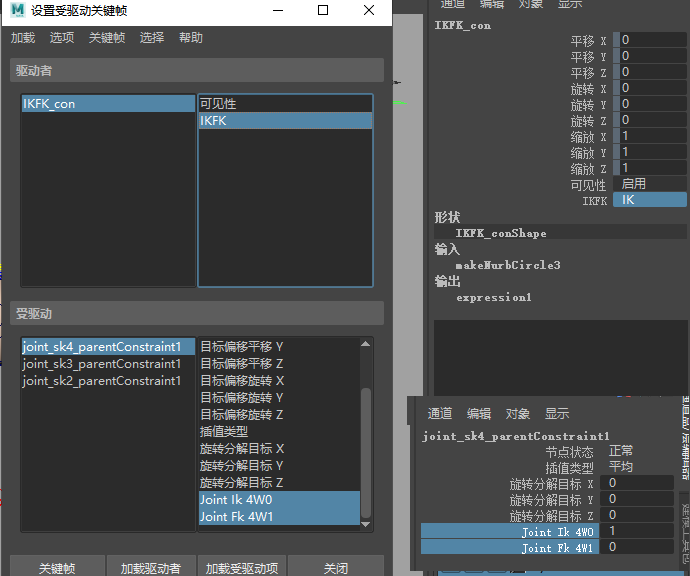 设置受驱动关键帧
加载 选项 关键帧 选择 帮助
驱动者
IKFK_con
可见性
IKFK
受驱动
joint_sk4_parentConstraint1
joint_sk3_parentConstraint1
joint_sk2_parentConstraint1
目标偏移平移 Y
目标偏移平移 Z
目标偏移旋转 X
目标偏移旋转 Y
目标偏移旋转 Z
插值类型
旋转分解目标 X
旋转分解目标 Y
旋转分解目标 Z
Joint Ik 4W0
Joint Fk 4W1
关键帧 加载驱动者 加载受驱动项 关闭
通道 编辑 对象 显示
IKFK_con
平移 X 0
平移 Y 0
平移 Z 0
旋转 X 0
旋转 Y 0
旋转 Z 0
缩放 X 1
缩放 Y 1
缩放 Z 1
可见性 启用
IKFK IK
形状
IKFK_conShape
输入
makeNurbCircle3
输出
expression1
通道 编辑 对象 显示
joint_sk4_parentConstraint1
节点状态 正常
插值类型 平均
旋转分解目标 X 0
旋转分解目标 Y 0
旋转分解目标 Z 0
Joint Ik 4W0 1
Joint Fk 4W1 0